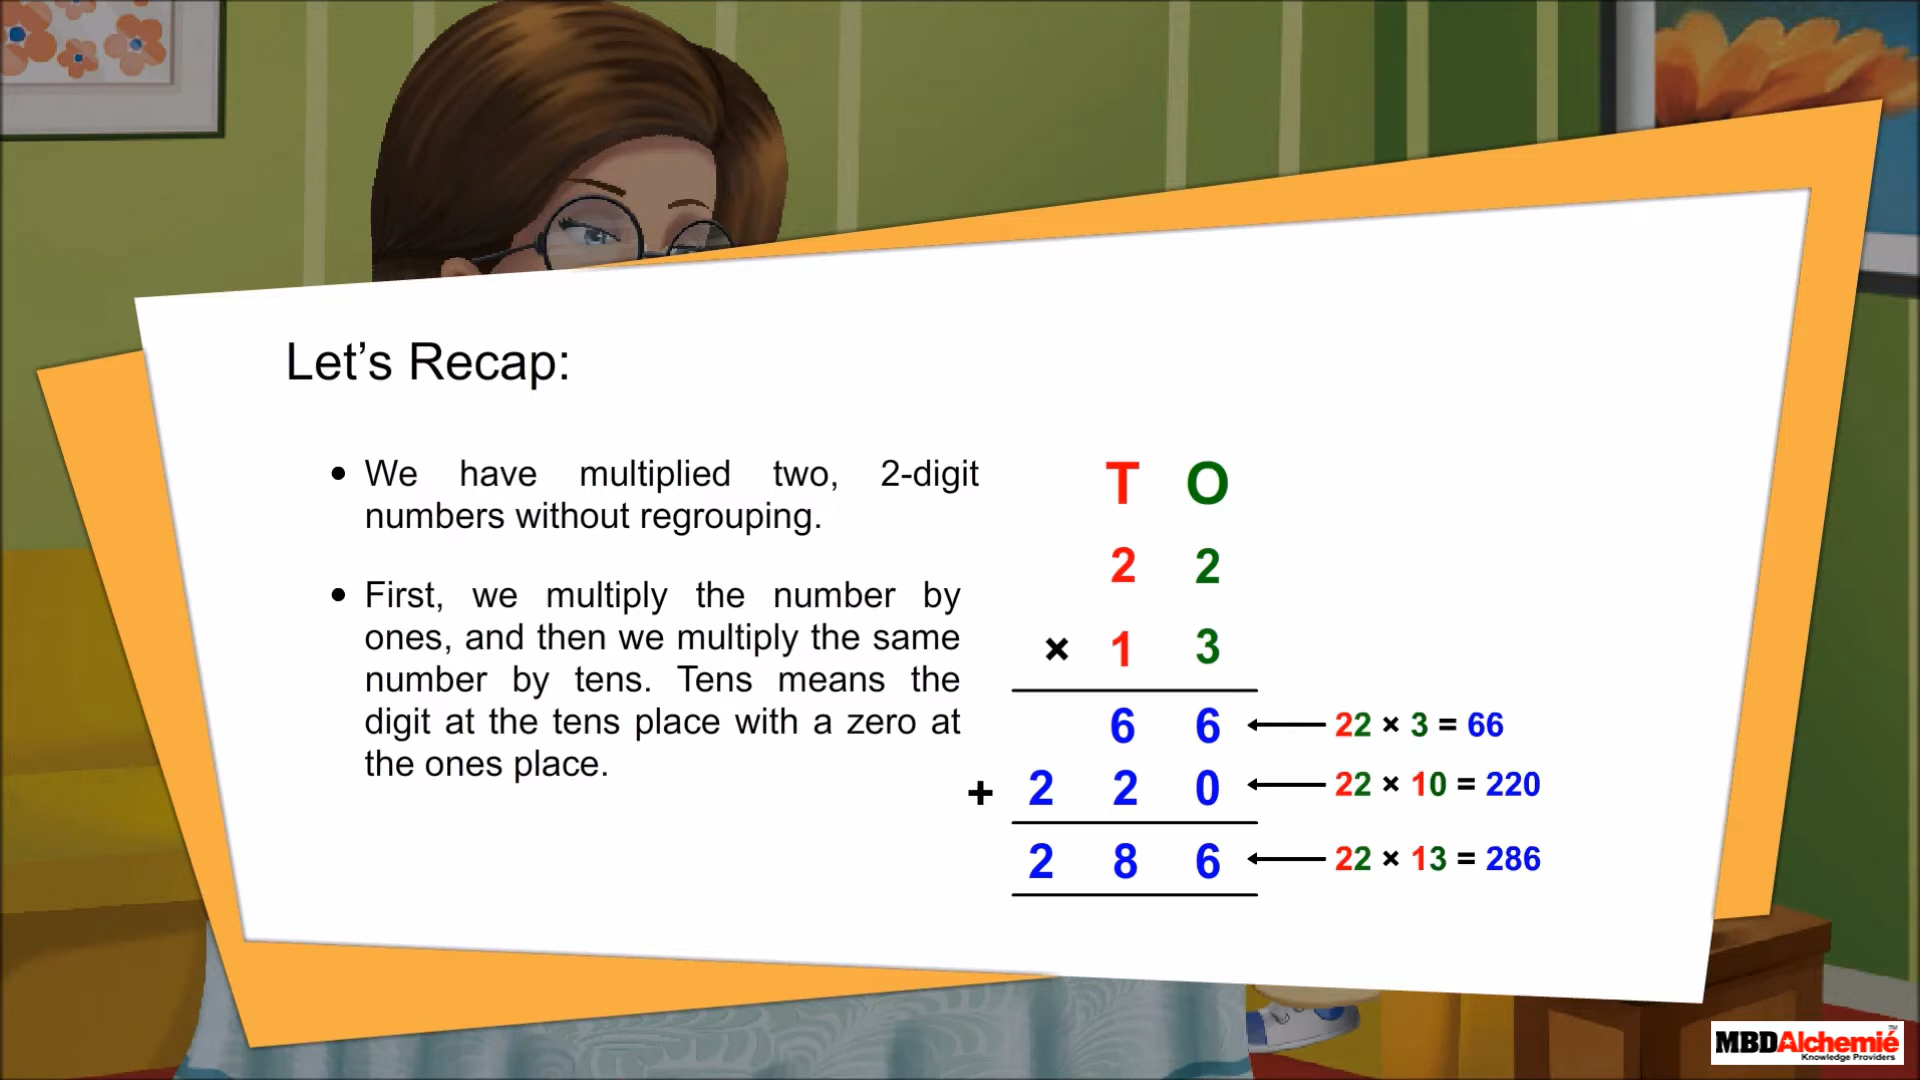 Let's Recap:
• We have multiplied two, 2-digit
numbers without regrouping.
• First, we multiply the number by
ones, and then we multiply the same
number by tens. Tens means the
digit at the tens place with a zero at
the ones place.
T O
2 2
× 1 3
6 6 22 × 3 = 66
+ 2 2 0 22 × 10 = 220
2 8 6 22 × 13 = 286
MBDAlchemié™
Knowledge Providers